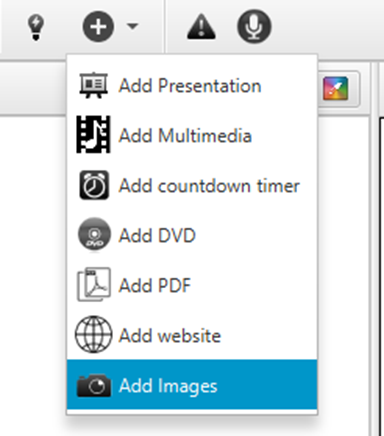 Add Presentation
Add Multimedia
Add countdown timer
DVD
Add DVD
Add PDF
Add website
Add Images